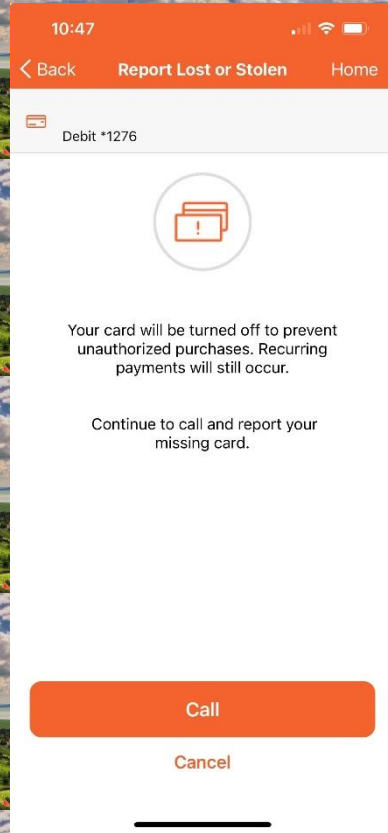 10:47
Back Report Lost or Stolen Home
Debit *1276
!
Your card will be turned off to prevent
unauthorized purchases. Recurring
payments will still occur.
Continue to call and report your
missing card.
Call
Cancel